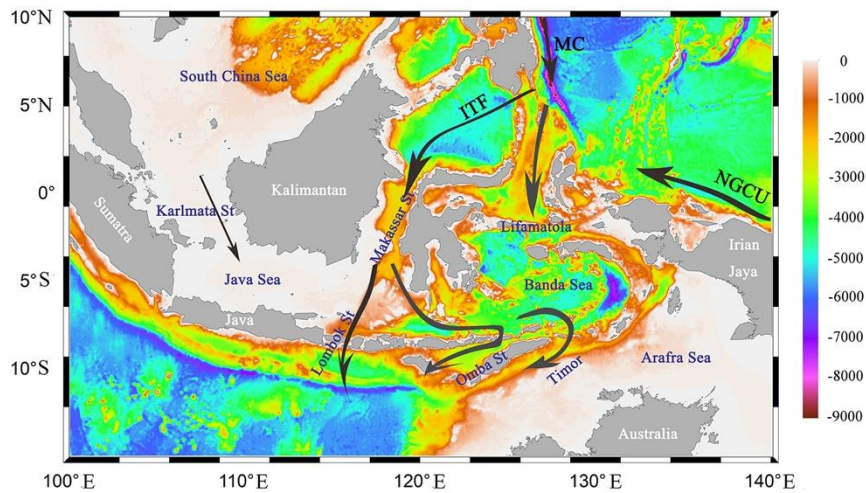 10°N
5°N
0°
5°S
10°S
100°E
110°E
120°E
130°E
140°E
South China Sea
MC
ITF
Kalimantan
NGCU
Sumatra
Karlmata St
Makassar St
Lifamatola
Irian
Jaya
Java Sea
Banda Sea
Java
Lombok St
Omba St
Timor
Arafra Sea
Australia
0
-1000
-2000
-3000
-4000
-5000
-6000
-7000
-8000
-9000